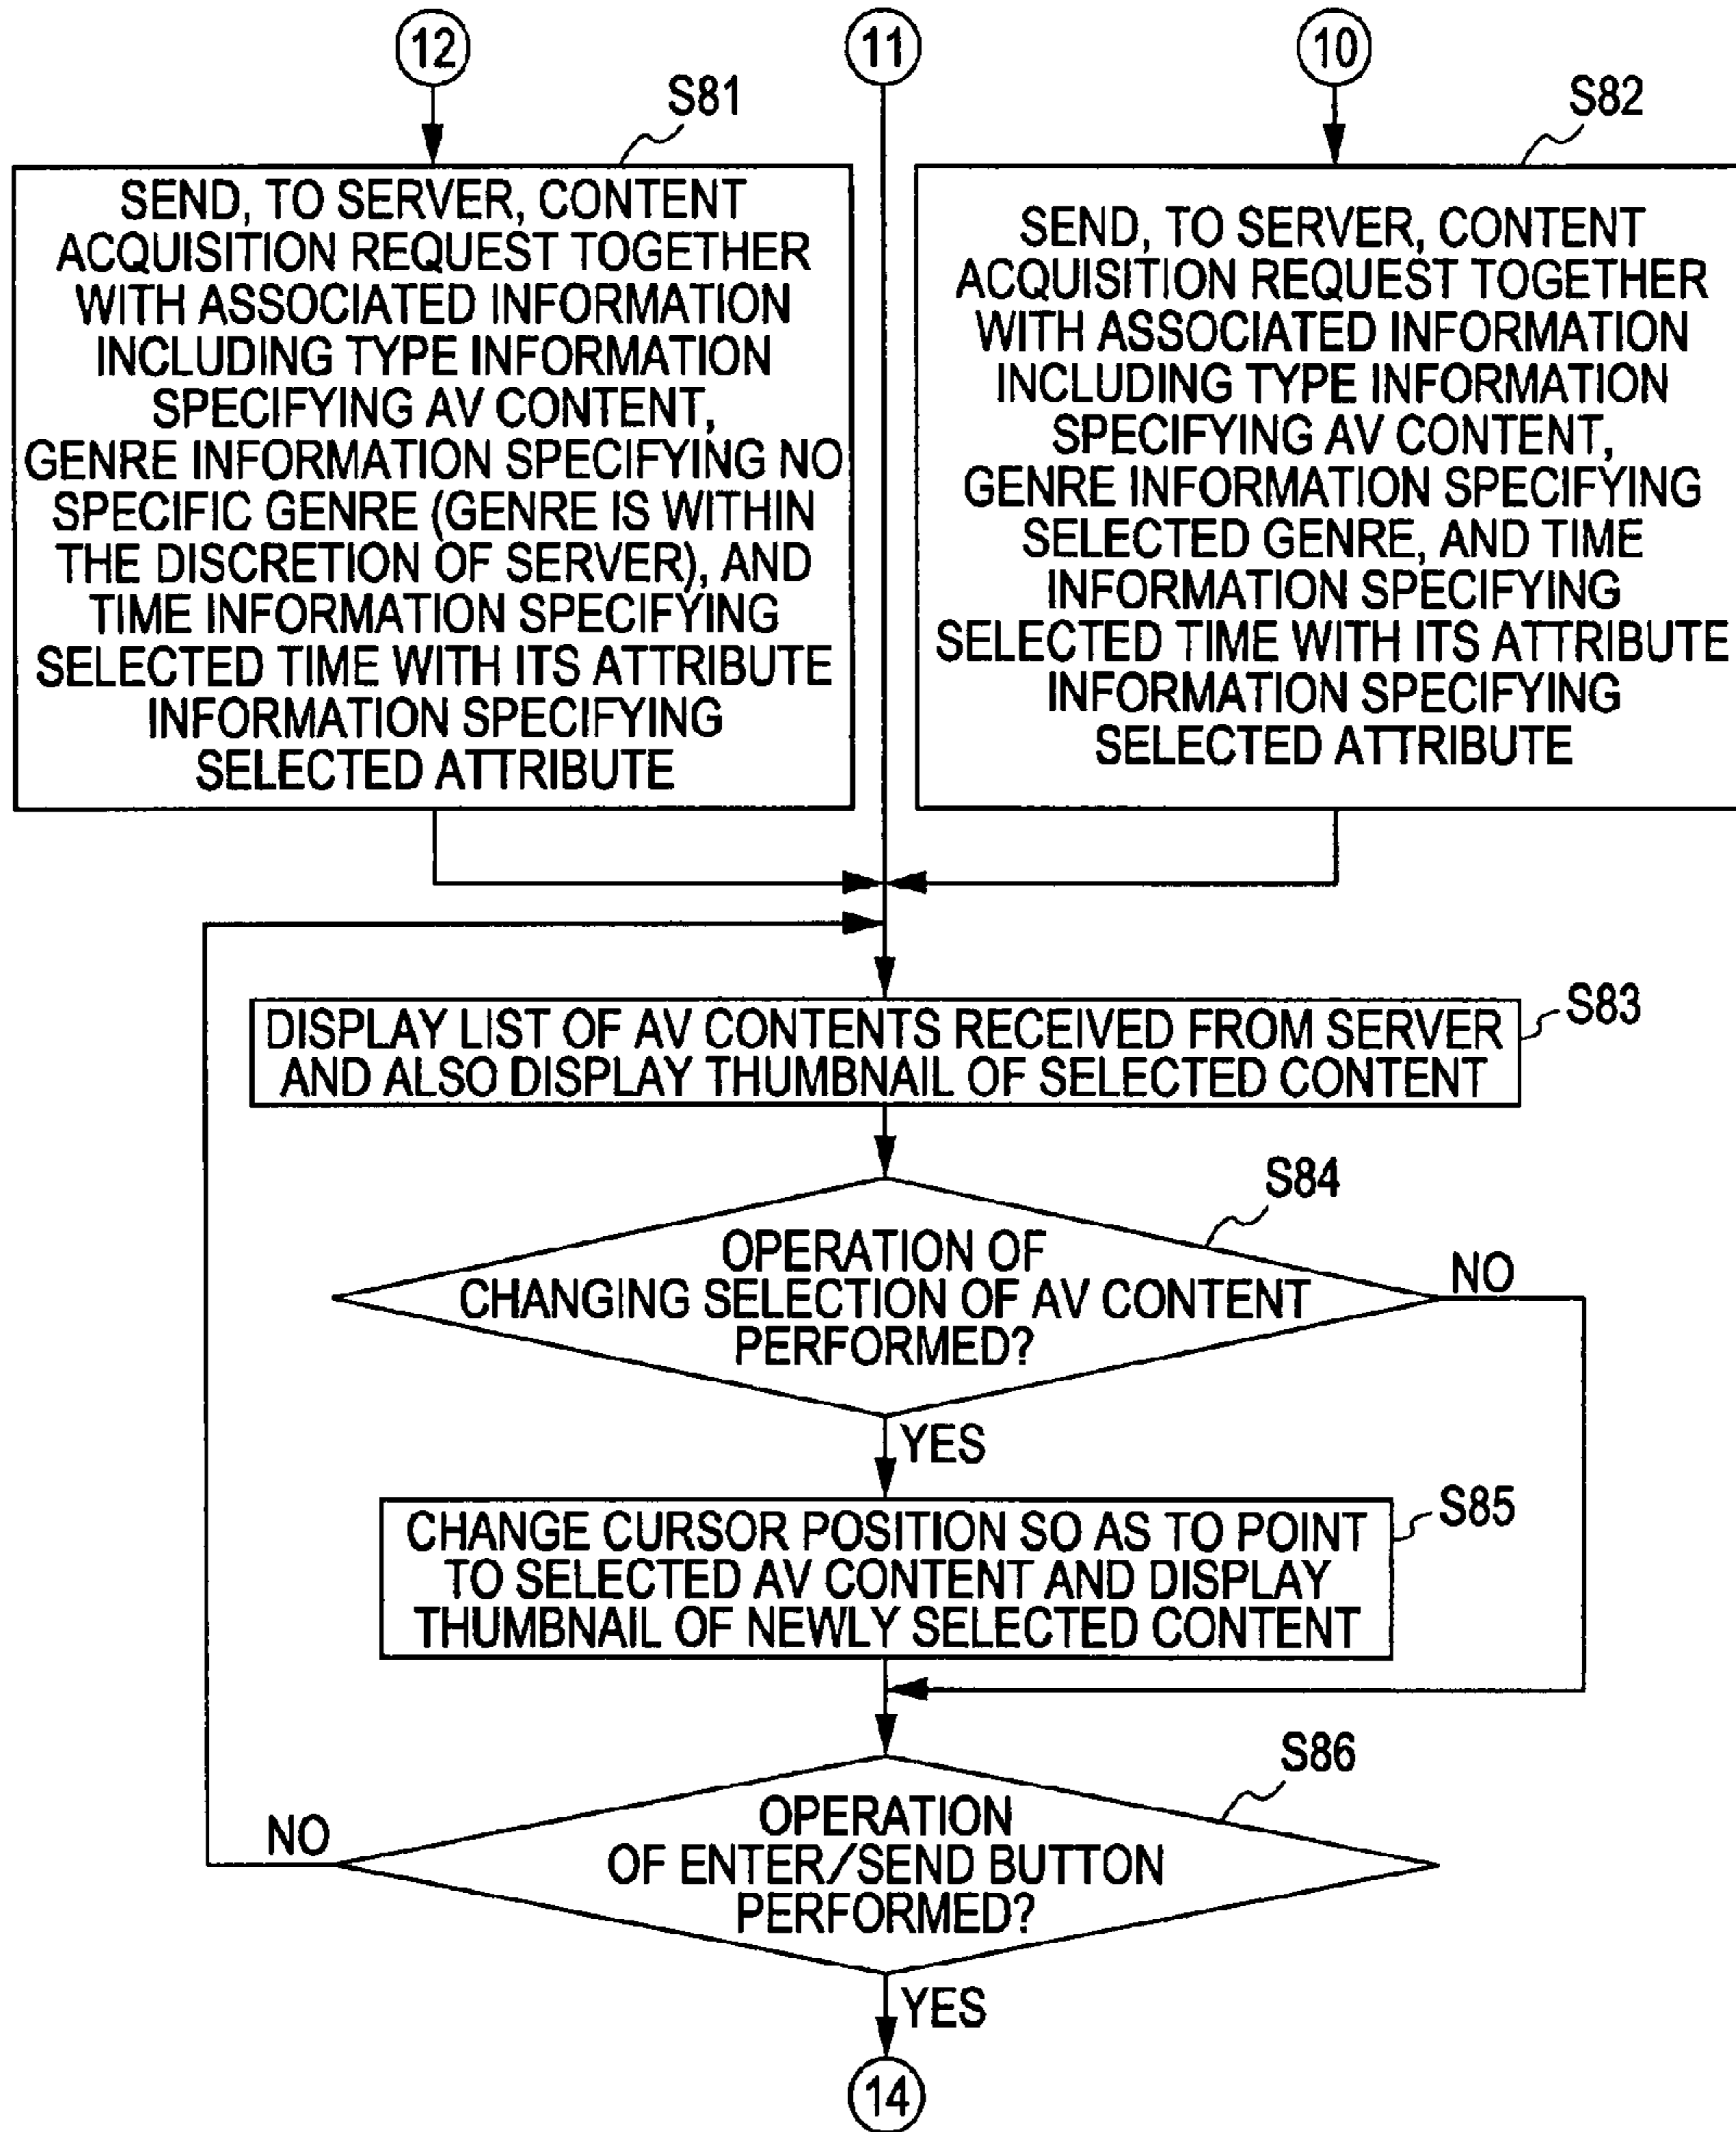 12
11
10
S81
S82
SEND, TO SERVER, CONTENT
ACQUISITION REQUEST TOGETHER
WITH ASSOCIATED INFORMATION
INCLUDING TYPE INFORMATION
SPECIFYING AV CONTENT,
GENRE INFORMATION SPECIFYING NO
SPECIFIC GENRE (GENRE IS WITHIN
THE DISCRETION OF SERVER), AND
TIME INFORMATION SPECIFYING
SELECTED TIME WITH ITS ATTRIBUTE
INFORMATION SPECIFYING
SELECTED ATTRIBUTE
SEND, TO SERVER, CONTENT
ACQUISITION REQUEST TOGETHER
WITH ASSOCIATED INFORMATION
INCLUDING TYPE INFORMATION
SPECIFYING AV CONTENT,
GENRE INFORMATION SPECIFYING
SELECTED GENRE, AND TIME
INFORMATION SPECIFYING
SELECTED TIME WITH ITS ATTRIBUTE
INFORMATION SPECIFYING
SELECTED ATTRIBUTE
S83
DISPLAY LIST OF AV CONTENTS RECEIVED FROM SERVER
AND ALSO DISPLAY THUMBNAIL OF SELECTED CONTENT
S84
OPERATION OF
CHANGING SELECTION OF AV CONTENT
PERFORMED?
NO
YES
S85
CHANGE CURSOR POSITION SO AS TO POINT
TO SELECTED AV CONTENT AND DISPLAY
THUMBNAIL OF NEWLY SELECTED CONTENT
S86
OPERATION
OF ENTER/SEND BUTTON
PERFORMED?
NO
YES
14